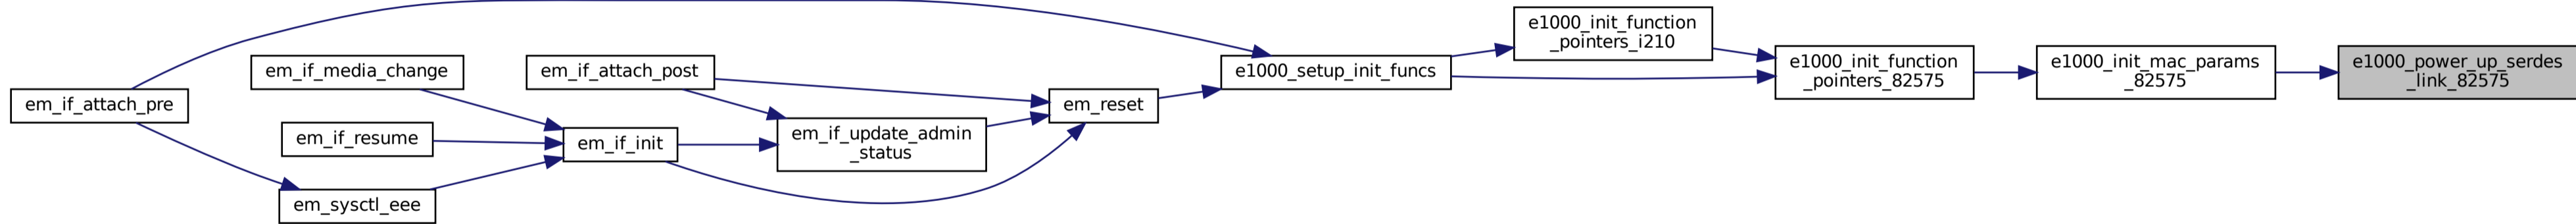 em_if_attach_pre
em_if_media_change
em_if_resume
em_sysctl_eee
em_if_attach_post
em_if_init
em_if_update_admin
_status
em_reset
e1000_setup_init_funcs
e1000_init_function
_pointers_i210
e1000_init_function
_pointers_82575
e1000_init_mac_params
_82575
e1000_power_up_serdes
_link_82575